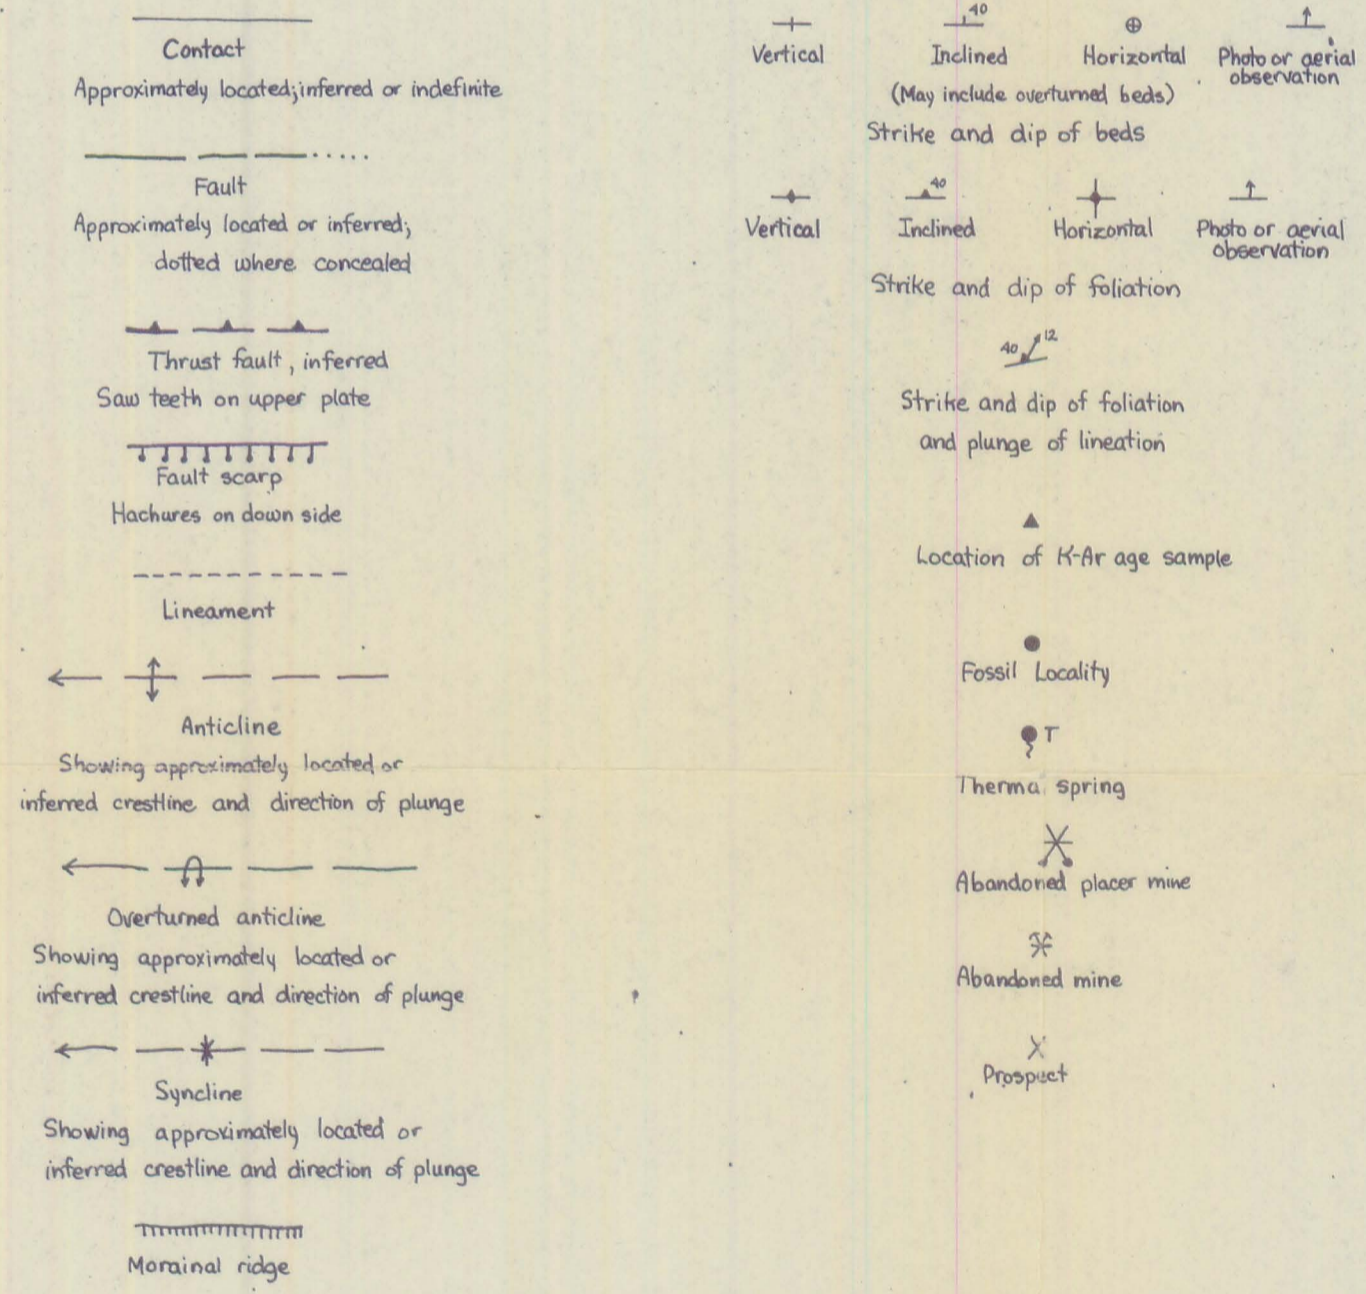 Contact
Approximately located; inferred or indefinite
Fault
Approximately located or inferred;
dotted where concealed
Thrust fault, inferred
Saw teeth on upper plate
Fault scarp
Hachures on down side
Lineament
Anticline
Showing approximately located or
inferred crestline and direction of plunge
Overturned anticline
Showing approximately located or
inferred crestline and direction of plunge
Syncline
Showing approximately located or
inferred crestline and direction of plunge
Morainal ridge
40
Vertical Inclined Horizontal Photo or aerial
observation
(May include overturned beds)
Strike and dip of beds
40
Vertical Inclined Horizontal Photo or aerial
observation
Strike and dip of foliation
40 12
Strike and dip of foliation
and plunge of lineation
Location of K-Ar age sample
Fossil Locality
T
Therma spring
Abandoned placer mine
Abandoned mine
Prospect